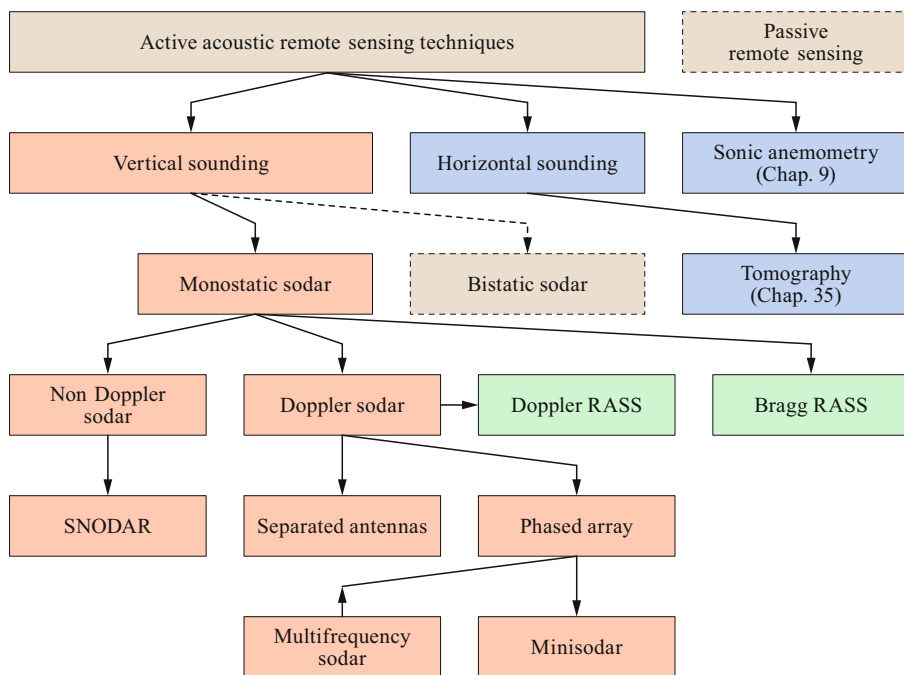 Active acoustic remote sensing techniques
Passive
remote sensing
Vertical sounding
Horizontal sounding
Sonic anemometry
(Chap. 9)
Monostatic sodar
Bistatic sodar
Tomography
(Chap. 35)
Non Doppler
sodar
Doppler sodar
Doppler RASS
Bragg RASS
SNODAR
Separated antennas
Phased array
Multifrequency
sodar
Minisodar